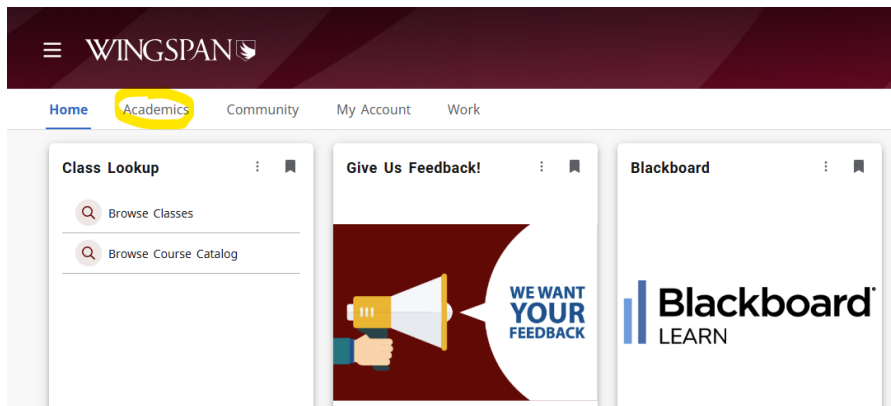 WINGSPAN
Home Academics Community My Account Work
Class Lookup
Browse Classes
Browse Course Catalog
Give Us Feedback!
WE WANT
YOUR
FEEDBACK
Blackboard
Blackboard
LEARN